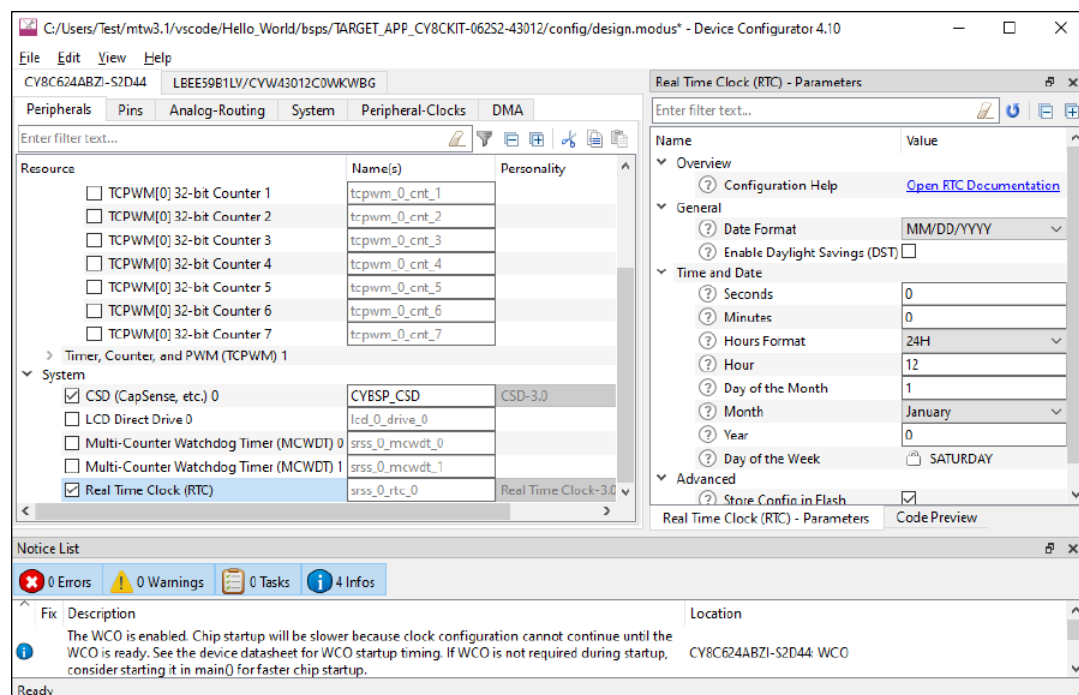 C:/Users/Test/mtw3.1/vscode/Hello_World/bsps/TARGET_APP_CY8CKIT-062S2-43012/config/design.modus* - Device Configurator 4.10
File Edit View Help
CY8C624ABZI-S2D44 LBEE59B1LV/CYW43012C0WKWBG
Peripherals Pins Analog-Routing System Peripheral-Clocks DMA
Enter filter text...
Resource Name(s) Personality
TCPWM[0] 32-bit Counter 1 tcpwm_0_cnt_1
TCPWM[0] 32-bit Counter 2 tcpwm_0_cnt_2
TCPWM[0] 32-bit Counter 3 tcpwm_0_cnt_3
TCPWM[0] 32-bit Counter 4 tcpwm_0_cnt_4
TCPWM[0] 32-bit Counter 5 tcpwm_0_cnt_5
TCPWM[0] 32-bit Counter 6 tcpwm_0_cnt_6
TCPWM[0] 32-bit Counter 7 tcpwm_0_cnt_7
Timer, Counter, and PWM (TCPWM) 1
System
CSD (CapSense, etc.) 0 CYBSP_CSD CSD-3.0
LCD Direct Drive 0 lcd_0_drive_0
Multi-Counter Watchdog Timer (MCWDT) 0 srss_0_mcwdt_0
Multi-Counter Watchdog Timer (MCWDT) 1 srss_0_mcwdt_1
Real Time Clock (RTC) srss_0_rtc_0 Real Time Clock-3.0
Real Time Clock (RTC) - Parameters
Enter filter text...
Name Value
Overview
Configuration Help Open RTC Documentation
General
Date Format MM/DD/YYYY
Enable Daylight Savings (DST)
Time and Date
Seconds 0
Minutes 0
Hours Format 24H
Hour 12
Day of the Month 1
Month January
Year 0
Day of the Week SATURDAY
Advanced
Store Config in Flash
Real Time Clock (RTC) - Parameters Code Preview
Notice List
0 Errors 0 Warnings 0 Tasks 4 Infos
Fix Description Location
The WCO is enabled. Chip startup will be slower because clock configuration cannot continue until the
WCO is ready. See the device datasheet for WCO startup timing. If WCO is not required during startup, CY8C624ABZI-S2D44: WCO
consider starting it in main() for faster chip startup.
Ready